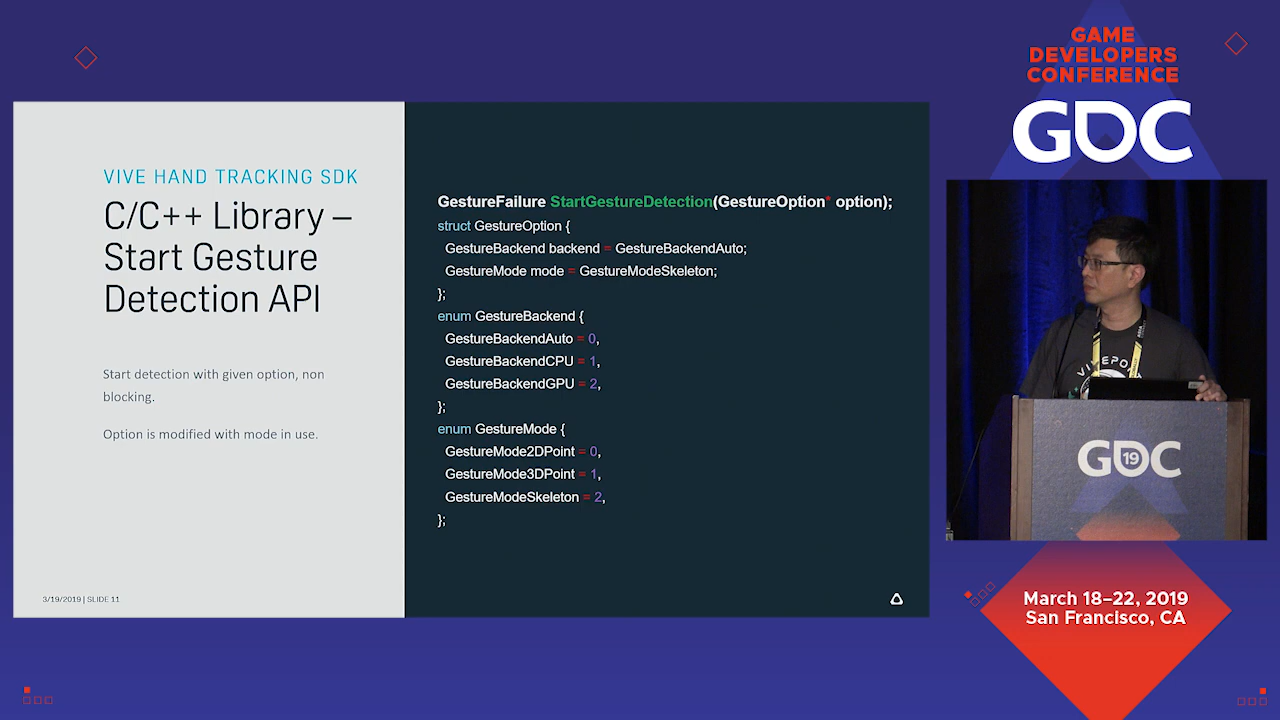 GAME
DEVELOPERS
CONFERENCE
GDC
VIVE HAND TRACKING SDK
C/C++ Library –
Start Gesture
Detection API
Start detection with given option, non
blocking.
Option is modified with mode in use.
3/19/2019 | SLIDE 11
GestureFailure StartGestureDetection(GestureOption* option);
struct GestureOption {
GestureBackend backend = GestureBackendAuto;
GestureMode mode = GestureModeSkeleton;
};
enum GestureBackend {
GestureBackendAuto = 0,
GestureBackendCPU = 1,
GestureBackendGPU = 2,
};
enum GestureMode {
GestureMode2DPoint = 0,
GestureMode3DPoint = 1,
GestureModeSkeleton = 2,
};
VIVEPORT
GDC
19
March 18–22, 2019
San Francisco, CA